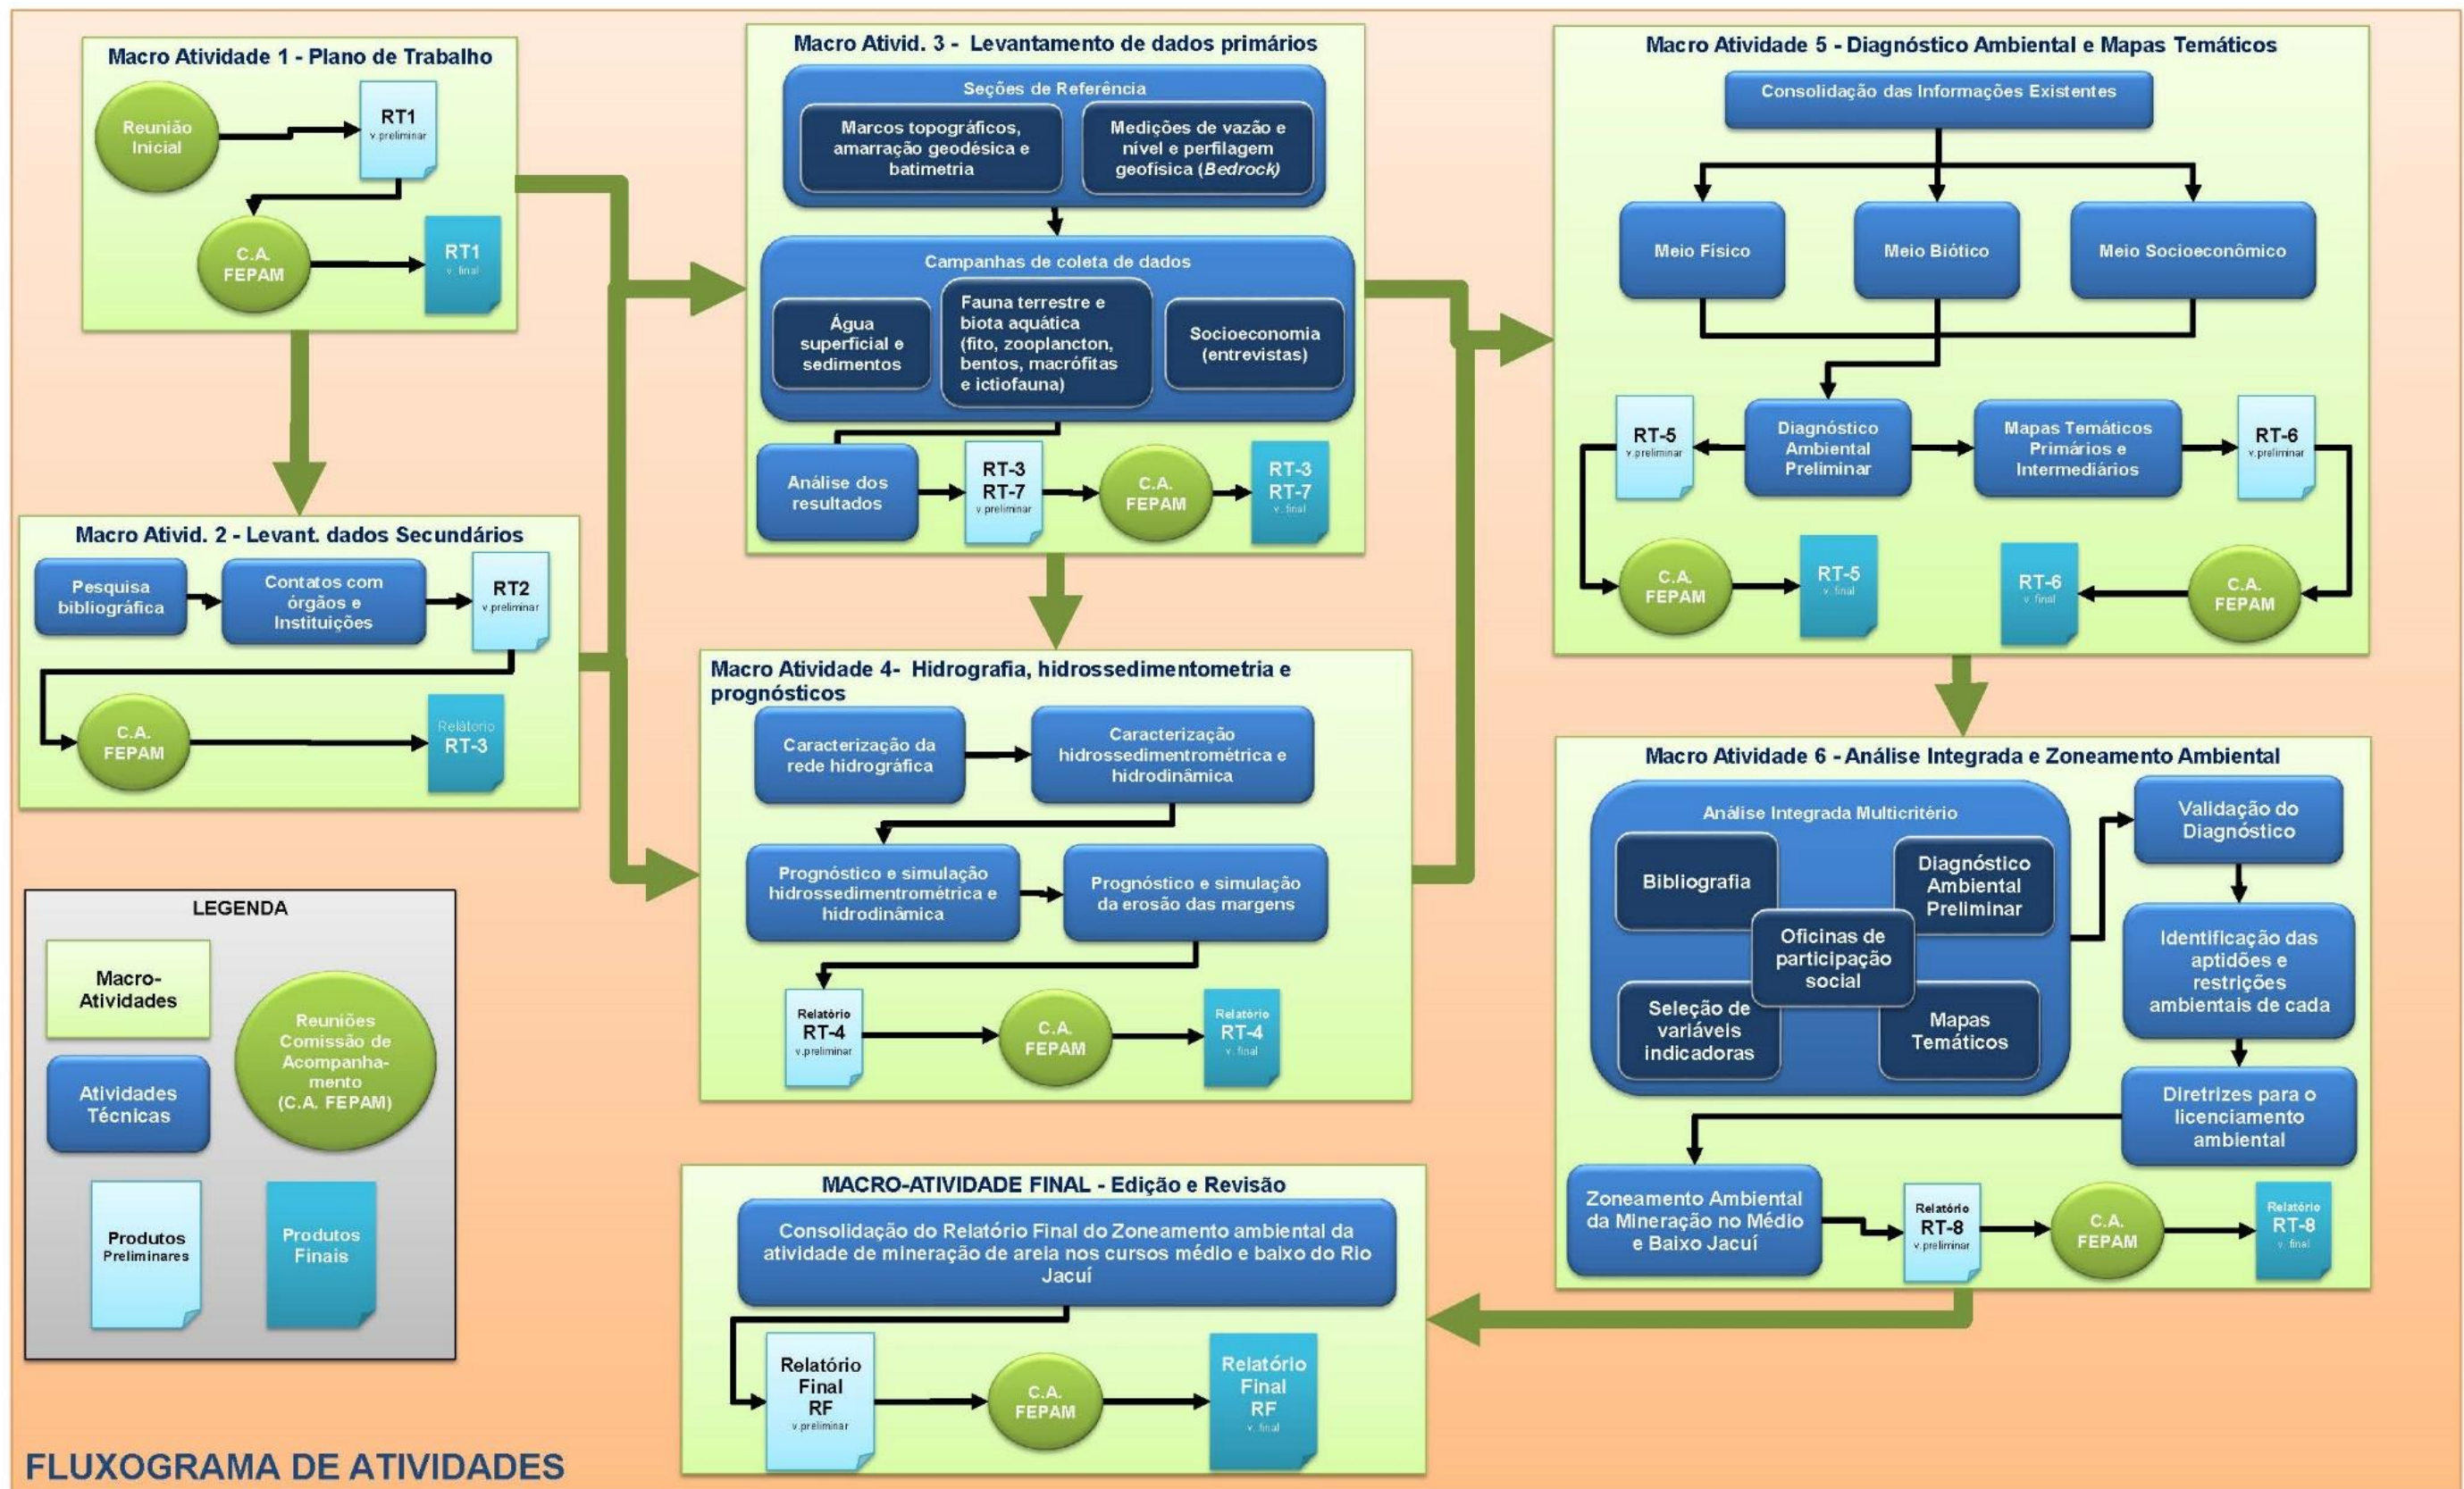 Macro Atividade 1 - Plano de Trabalho
Reunião
Inicial
RT1
v.preliminar
C.A.
FEPAM
RT1
v. final
Macro Ativid. 2 - Levant. dados Secundários
Pesquisa
bibliográfica
Contatos com
órgãos e
Instituições
RT2
v.preliminar
C.A.
FEPAM
Relátorio
RT-3
LEGENDA
Macro-
Atividades
Reuniões
Comissão de
Acompanha-
mento
(C.A. FEPAM)
Atividades
Técnicas
Produtos
Preliminares
Produtos
Finais
FLUXOGRAMA DE ATIVIDADES
Macro Ativid. 3 - Levantamento de dados primários
Seções de Referência
Marcos topográficos,
amarração geodésica e
batimetria
Medições de vazão e
nível e perfilagem
geofísica (Bedrock)
Campanhas de coleta de dados
Água
superficial e
sedimentos
Fauna terrestre e
biota aquática
(fito, zooplancton,
bentos, macrófitas
e ictiofauna)
Socioeconomia
(entrevistas)
Análise dos
resultados
RT-3
RT-7
v.preliminar
C.A.
FEPAM
RT-3
RT-7
v. final
Macro Atividade 4- Hidrografia, hidrossedimentometria e
prognósticos
Caracterização da
rede hidrográfica
Caracterização
hidrossedimentrométrica e
hidrodinâmica
Prognóstico e simulação
hidrossedimentrométrica e
hidrodinâmica
Prognóstico e simulação
da erosão das margens
Relatório
RT-4
v.preliminar
C.A.
FEPAM
Relatório
RT-4
v. final
MACRO-ATIVIDADE FINAL - Edição e Revisão
Consolidação do Relatório Final do Zoneamento ambiental da
atividade de mineração de areia nos cursos médio e baixo do Rio
Jacuí
Relatório
Final
RF
v.preliminar
C.A.
FEPAM
Relatório
Final
RF
v. final
Macro Atividade 5 - Diagnóstico Ambiental e Mapas Temáticos
Consolidação das Informações Existentes
Meio Físico
Meio Biótico
Meio Socioeconômico
RT-5
v.preliminar
Diagnóstico
Ambiental
Preliminar
Mapas Temáticos
Primários e
Intermediários
RT-6
v.preliminar
C.A.
FEPAM
RT-5
v. final
RT-6
v. final
C.A.
FEPAM
Macro Atividade 6 - Análise Integrada e Zoneamento Ambiental
Análise Integrada Multicritério
Bibliografia
Diagnóstico
Ambiental
Preliminar
Oficinas de
participação
social
Seleção de
variáveis
indicadoras
Mapas
Temáticos
Validação do
Diagnóstico
Identificação das
aptidões e
restrições
ambientais de cada
Diretrizes para o
licenciamento
ambiental
Zoneamento Ambiental
da Mineração no Médio
e Baixo Jacuí
Relatório
RT-8
v.preliminar
C.A.
FEPAM
Relatório
RT-8
v. final